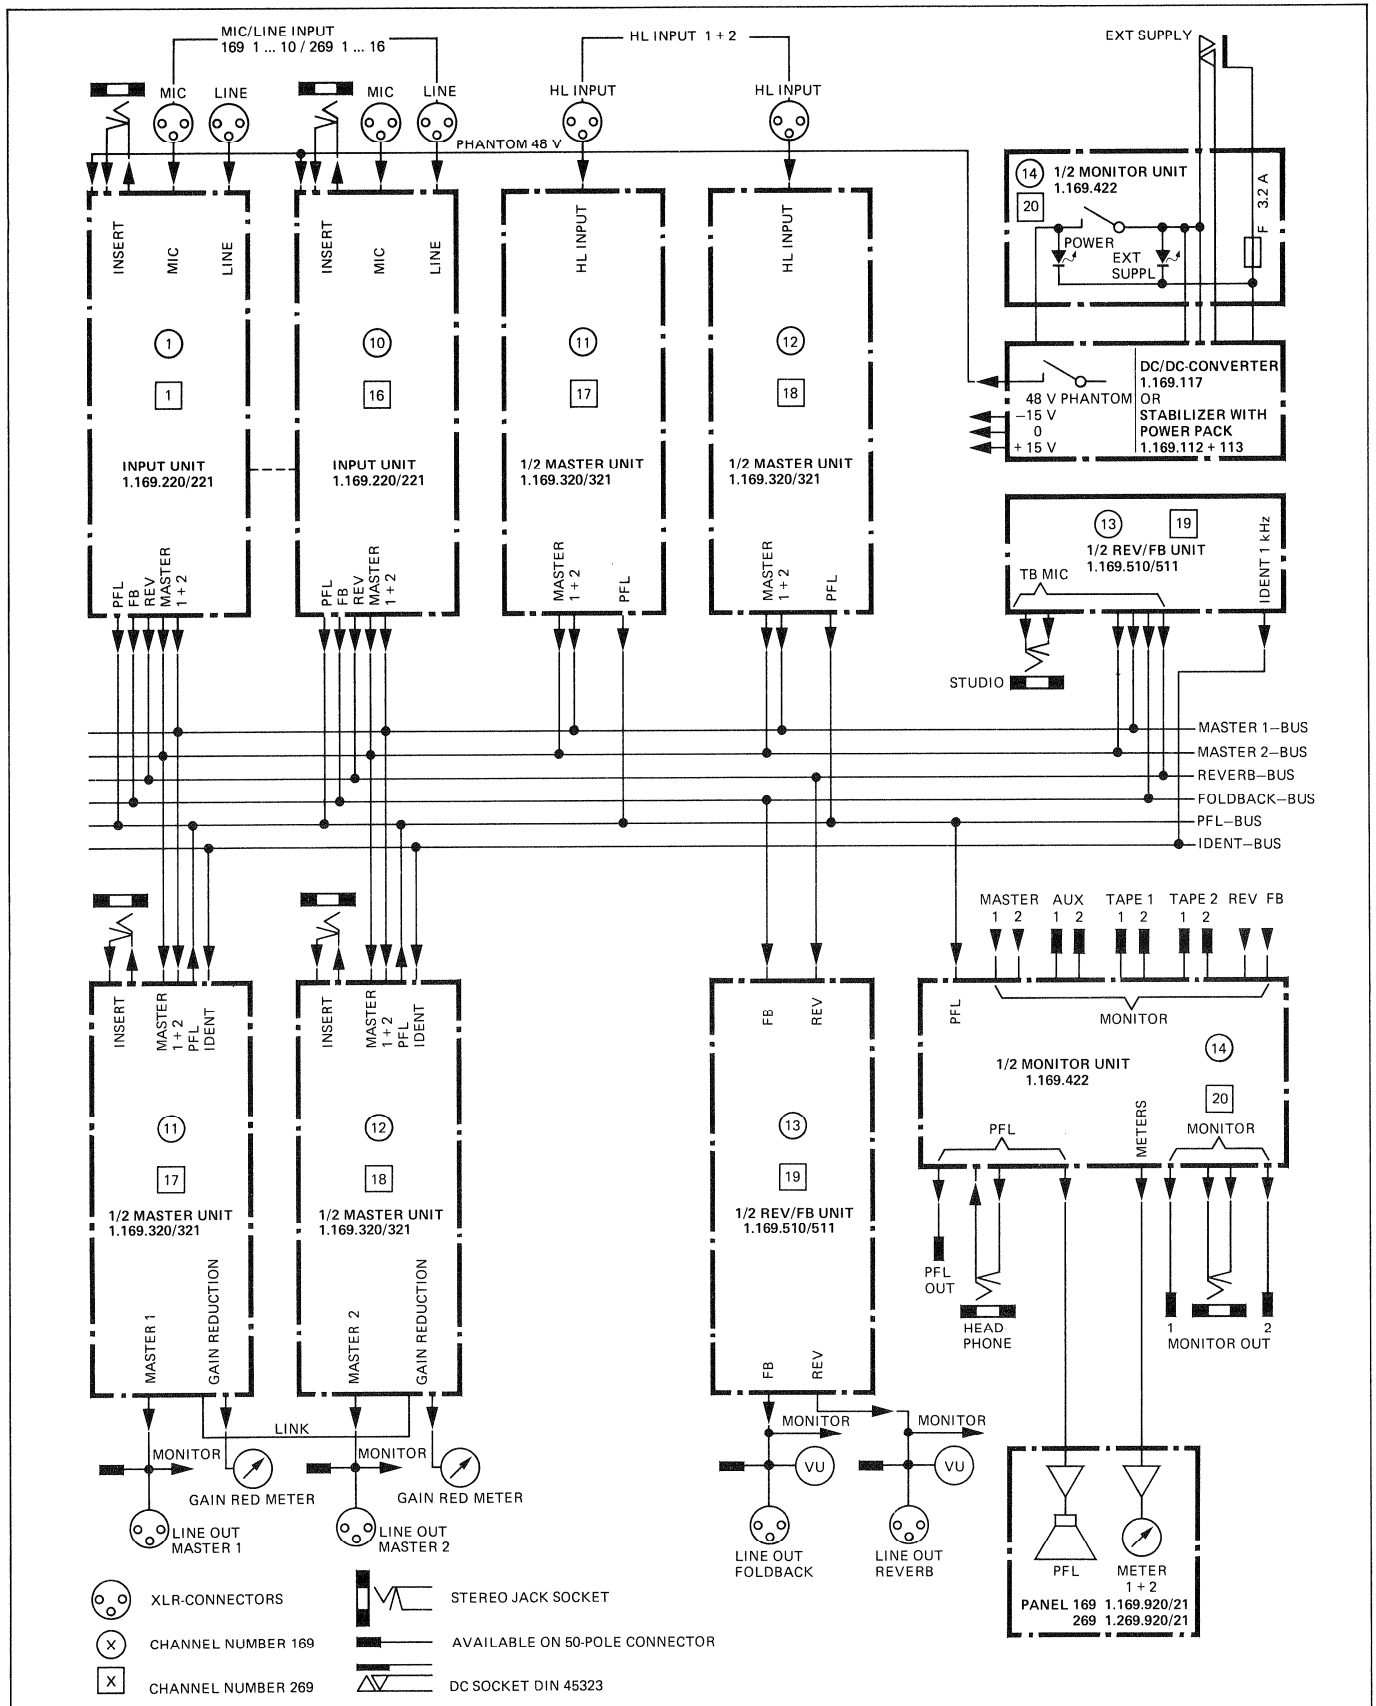 MIC/LINE INPUT
169 1 ... 10 / 269 1 ... 16
HL INPUT 1 + 2
EXT SUPPLY
MIC LINE
MIC LINE
HL INPUT
HL INPUT
PHANTOM 48 V
INSERT
MIC
LINE
1
1
INPUT UNIT
1.169.220/221
PFL
FB
REV
MASTER
1 + 2
INSERT
MIC
LINE
10
16
INPUT UNIT
1.169.220/221
PFL
FB
REV
MASTER
1 + 2
HL INPUT
11
17
1/2 MASTER UNIT
1.169.320/321
MASTER
1 + 2
PFL
HL INPUT
12
18
1/2 MASTER UNIT
1.169.320/321
MASTER
1 + 2
PFL
14
20
1/2 MONITOR UNIT
1.169.422
POWER
EXT
SUPPL
F 3.2 A
48 V PHANTOM
−15 V
0
+ 15 V
DC/DC-CONVERTER
1.169.117
OR
STABILIZER WITH
POWER PACK
1.169.112 + 113
13
19
1/2 REV/FB UNIT
1.169.510/511
TB MIC
IDENT 1 kHz
STUDIO
MASTER 1–BUS
MASTER 2–BUS
REVERB–BUS
FOLDBACK–BUS
PFL–BUS
IDENT–BUS
INSERT
MASTER
1 + 2
PFL
IDENT
11
17
1/2 MASTER UNIT
1.169.320/321
MASTER 1
GAIN REDUCTION
INSERT
MASTER
1 + 2
PFL
IDENT
12
18
1/2 MASTER UNIT
1.169.320/321
MASTER 2
GAIN REDUCTION
LINK
MONITOR
GAIN RED METER
LINE OUT
MASTER 1
MONITOR
GAIN RED METER
LINE OUT
MASTER 2
FB
REV
13
19
1/2 REV/FB UNIT
1.169.510/511
FB
REV
MONITOR
VU
LINE OUT
FOLDBACK
MONITOR
VU
LINE OUT
REVERB
MASTER AUX TAPE 1 TAPE 2 REV FB
1 2 1 2 1 2 1 2
PFL
MONITOR
1/2 MONITOR UNIT
1.169.422
14
20
PFL
METERS
MONITOR
PFL
OUT
HEAD
PHONE
1 2
MONITOR OUT
PFL
METER
1 + 2
PANEL 169 1.169.920/21
269 1.269.920/21
XLR-CONNECTORS
X CHANNEL NUMBER 169
X CHANNEL NUMBER 269
STEREO JACK SOCKET
AVAILABLE ON 50-POLE CONNECTOR
DC SOCKET DIN 45323